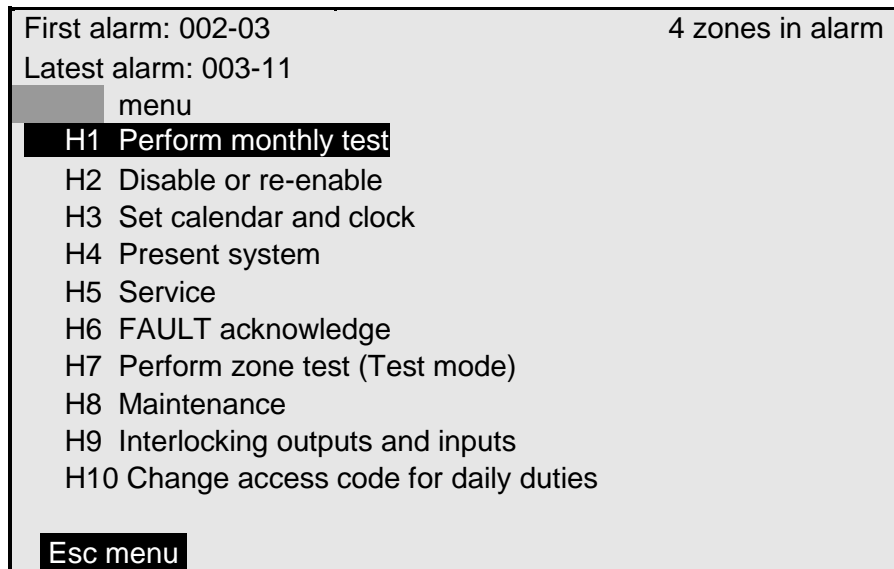 First alarm: 002-03 4 zones in alarm
Latest alarm: 003-11
menu
H1 Perform monthly test
H2 Disable or re-enable
H3 Set calendar and clock
H4 Present system
H5 Service
H6 FAULT acknowledge
H7 Perform zone test (Test mode)
H8 Maintenance
H9 Interlocking outputs and inputs
H10 Change access code for daily duties
Esc menu